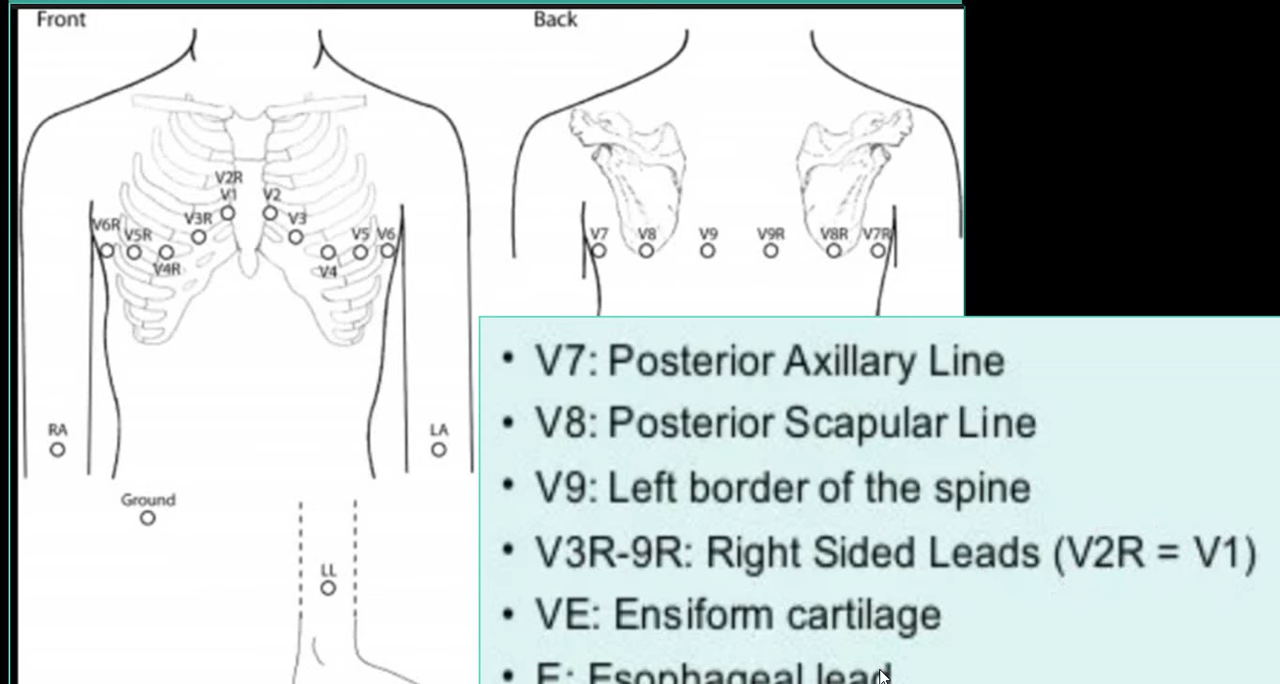 Front
Back
V2R
V1 V2
V3R V3
V6R V5R V5 V6
V4R V4
V7 V8 V9 V9R V8R V7R
RA LA
Ground
LL
• V7: Posterior Axillary Line
• V8: Posterior Scapular Line
• V9: Left border of the spine
• V3R-9R: Right Sided Leads (V2R = V1)
• VE: Ensiform cartilage
• E: Esophageal lead